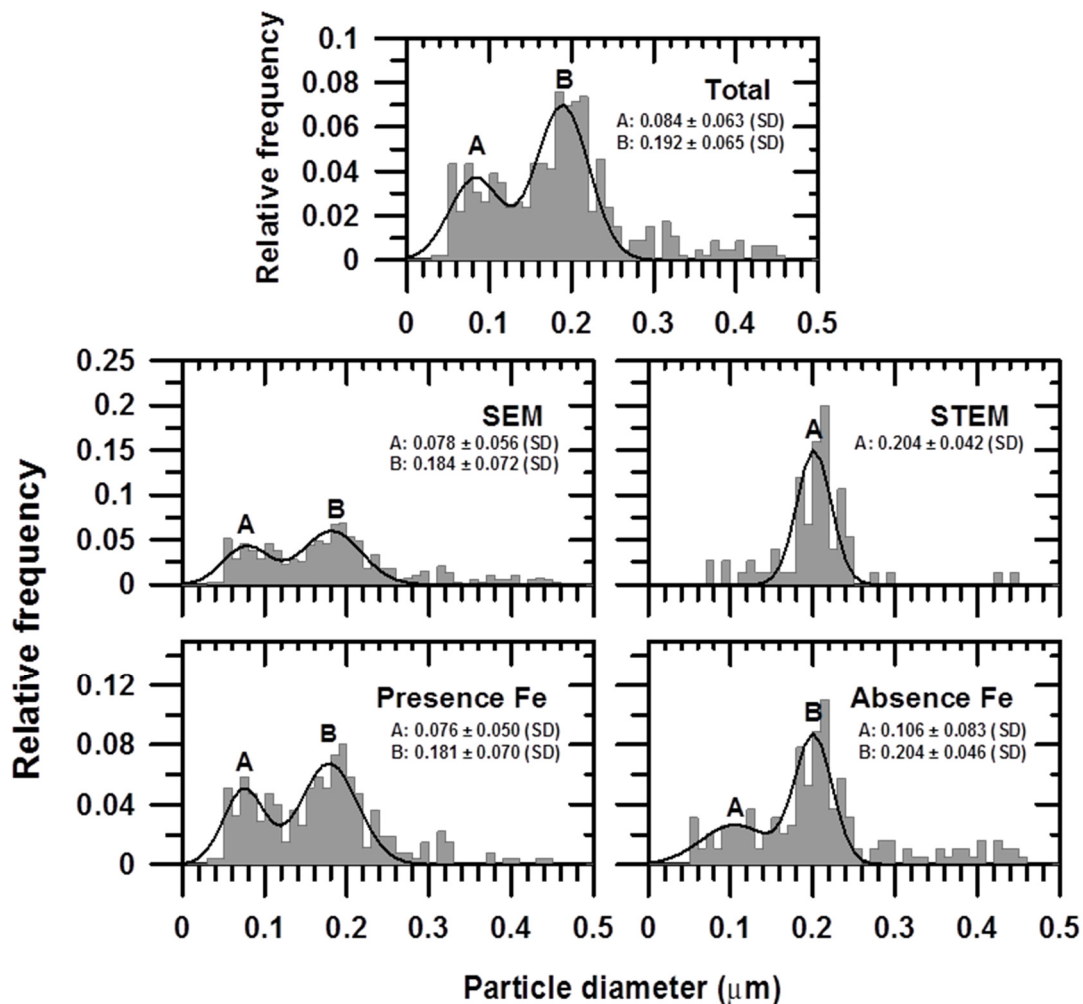 Relative frequency
0.1
0.08
0.06
0.04
0.02
0
A
B
Total
A: 0.084 ± 0.063 (SD)
B: 0.192 ± 0.065 (SD)
0 0.1 0.2 0.3 0.4 0.5
Relative frequency
0.25
0.2
0.15
0.1
0.05
0
A
B
SEM
A: 0.078 ± 0.056 (SD)
B: 0.184 ± 0.072 (SD)
A
STEM
A: 0.204 ± 0.042 (SD)
0.12
0.08
0.04
0
A
B
Presence Fe
A: 0.076 ± 0.050 (SD)
B: 0.181 ± 0.070 (SD)
0 0.1 0.2 0.3 0.4 0.5
A
B
Absence Fe
A: 0.106 ± 0.083 (SD)
B: 0.204 ± 0.046 (SD)
0 0.1 0.2 0.3 0.4 0.5
Particle diameter (μm)